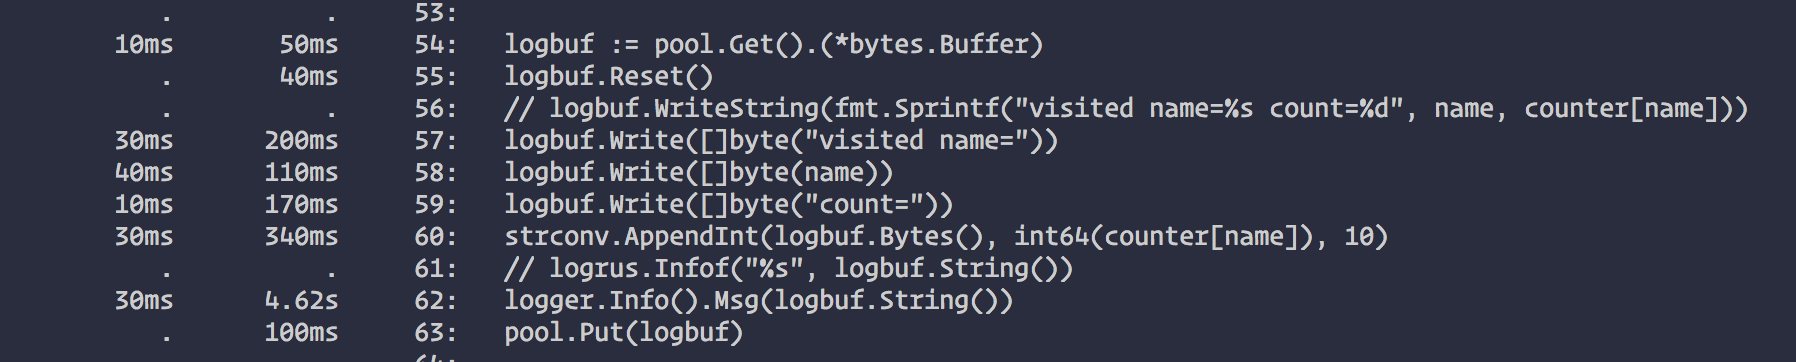 . . 53:
10ms 50ms 54: logbuf := pool.Get().(*bytes.Buffer)
. 40ms 55: logbuf.Reset()
. . 56: // logbuf.WriteString(fmt.Sprintf("visited name=%s count=%d", name, counter[name]))
30ms 200ms 57: logbuf.Write([]byte("visited name="))
40ms 110ms 58: logbuf.Write([]byte(name))
10ms 170ms 59: logbuf.Write([]byte("count="))
30ms 340ms 60: strconv.AppendInt(logbuf.Bytes(), int64(counter[name]), 10)
. . 61: // logrus.Infof("%s", logbuf.String())
30ms 4.62s 62: logger.Info().Msg(logbuf.String())
. 100ms 63: pool.Put(logbuf)
64: